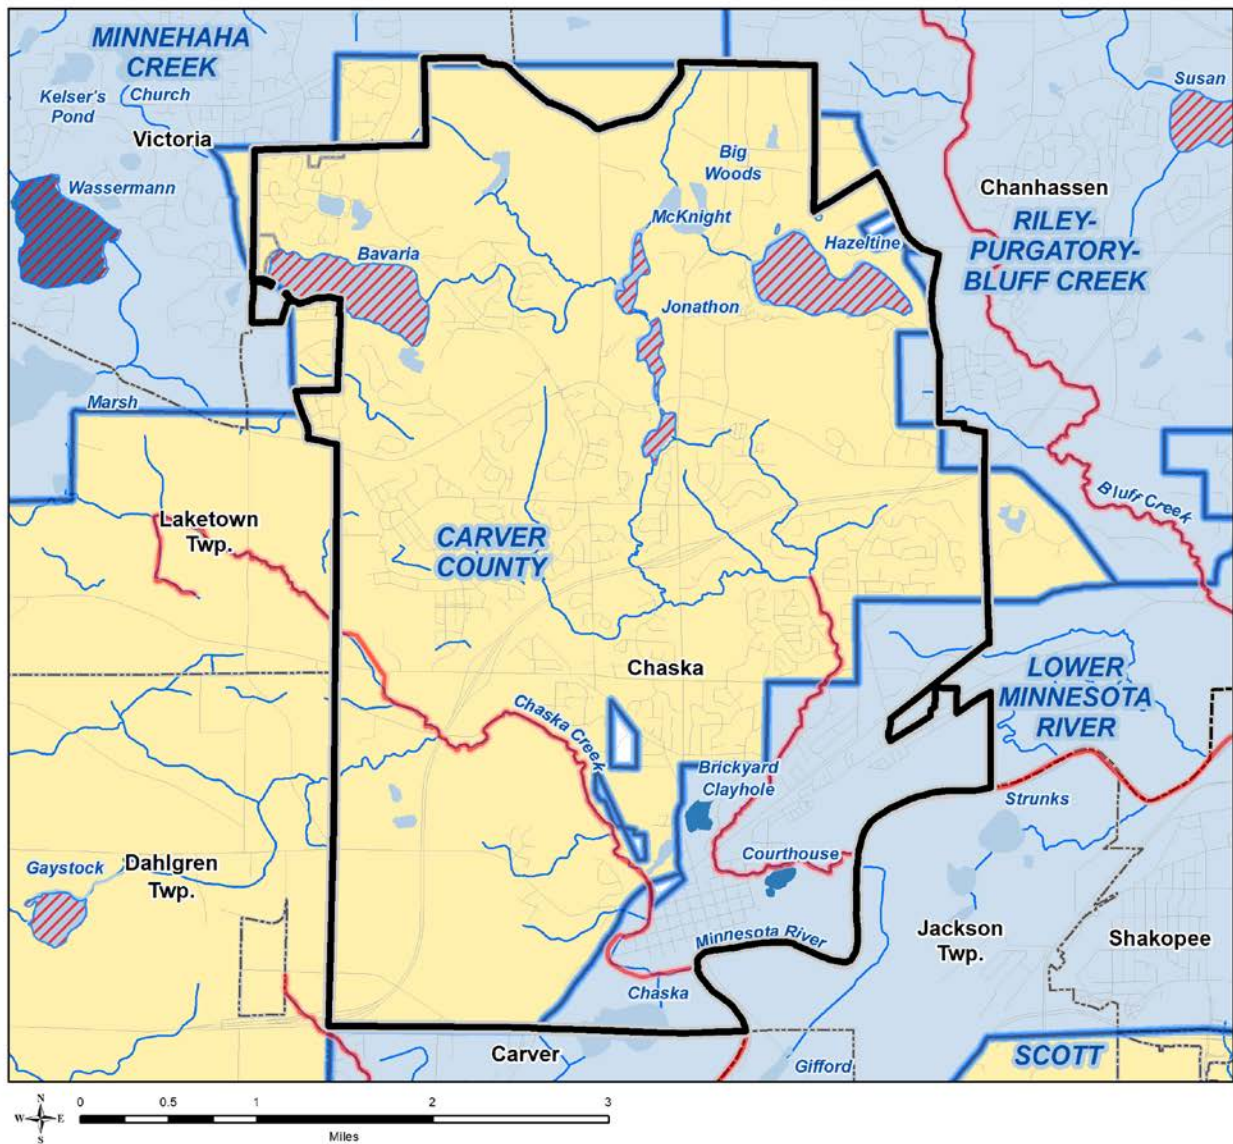 MINNEHAHA
CREEK
Kelser's
Pond
Church
Victoria
Wassermann
Susan
Big
Woods
Chanhassen
McKnight
RILEY-
PURGATORY-
BLUFF CREEK
Bavaria
Hazeltine
Jonathon
Marsh
Bluff Creek
Laketown
Twp.
CARVER
COUNTY
Chaska
LOWER
MINNESOTA
RIVER
Chaska Creek
Brickyard
Clayhole
Strunks
Gaystock
Dahlgren
Twp.
Courthouse
Minnesota River
Jackson
Twp.
Shakopee
Chaska
Carver
Gifford
SCOTT
N
W
E
S
0 0.5 1 2 3
Miles